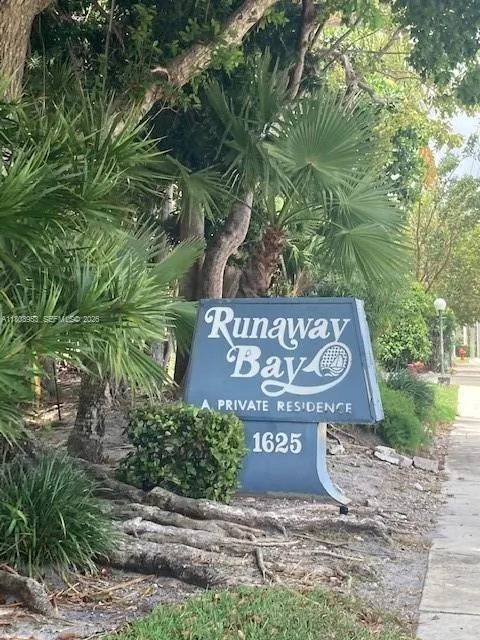 Runaway
Bay
A PRIVATE RESIDENCE
1625